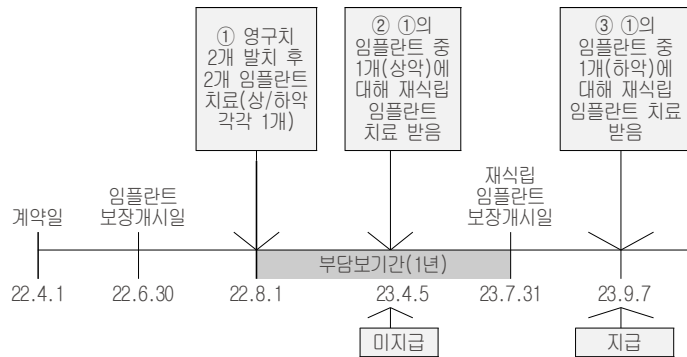 ① 영구치
2개 발치 후
2개 임플란트
치료(상/하악
각각 1개)
② ①의
임플란트 중
1개(상악)에
대해 재식립
임플란트
치료 받음
③ ①의
임플란트 중
1개(하악)에
대해 재식립
임플란트 치료
받음
계약일
임플란트
보장개시일
재식립
임플란트
보장개시일
부담보기간(1년)
22.4.1
22.6.30
22.8.1
23.4.5
23.7.31
23.9.7
미지급
지급